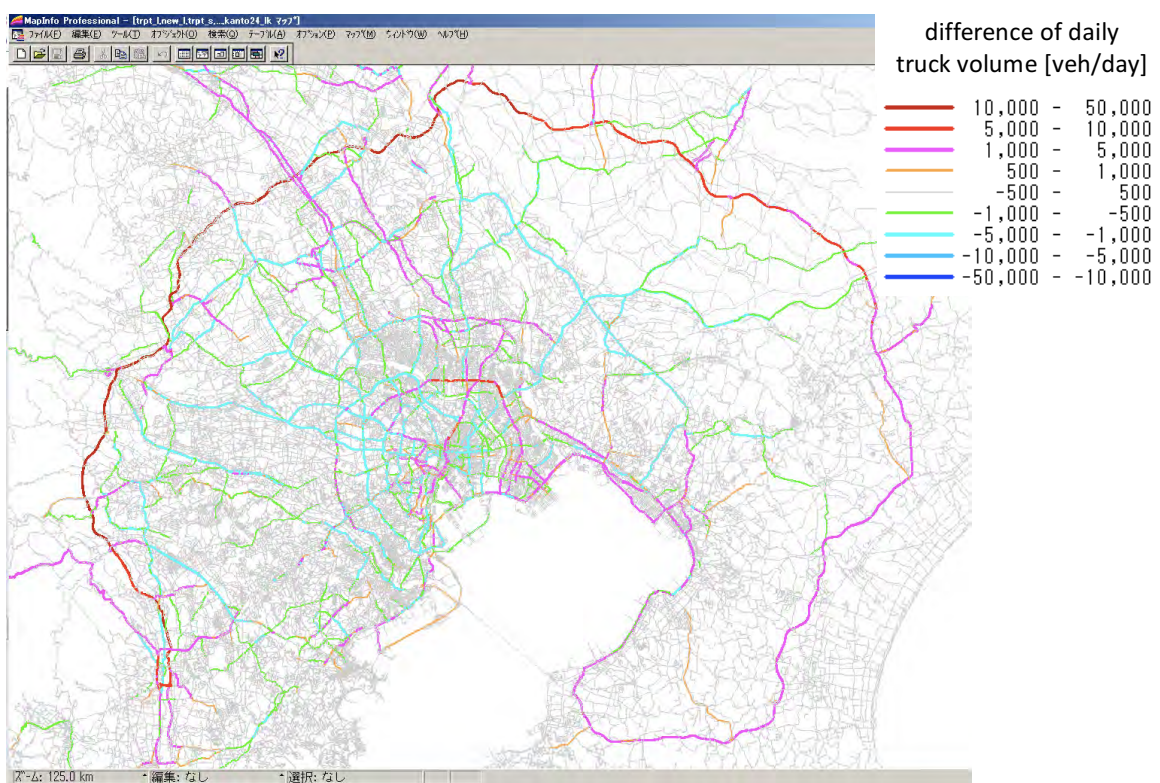 MapInfo Professional - [trpt_l,new_l,trpt_s,...,kanto24_lk マップ]
ファイル(F) 編集(E) ツール(T) オブジェクト(O) 検索(Q) テーブル(A) オプション(P) マップ(M) ウィンドウ(W) ヘルプ(H)
difference of daily
truck volume [veh/day]
10,000 - 50,000
5,000 - 10,000
1,000 - 5,000
500 - 1,000
-500 - 500
-1,000 - -500
-5,000 - -1,000
-10,000 - -5,000
-50,000 - -10,000
ズーム: 125.0 km 編集: なし 選択: なし